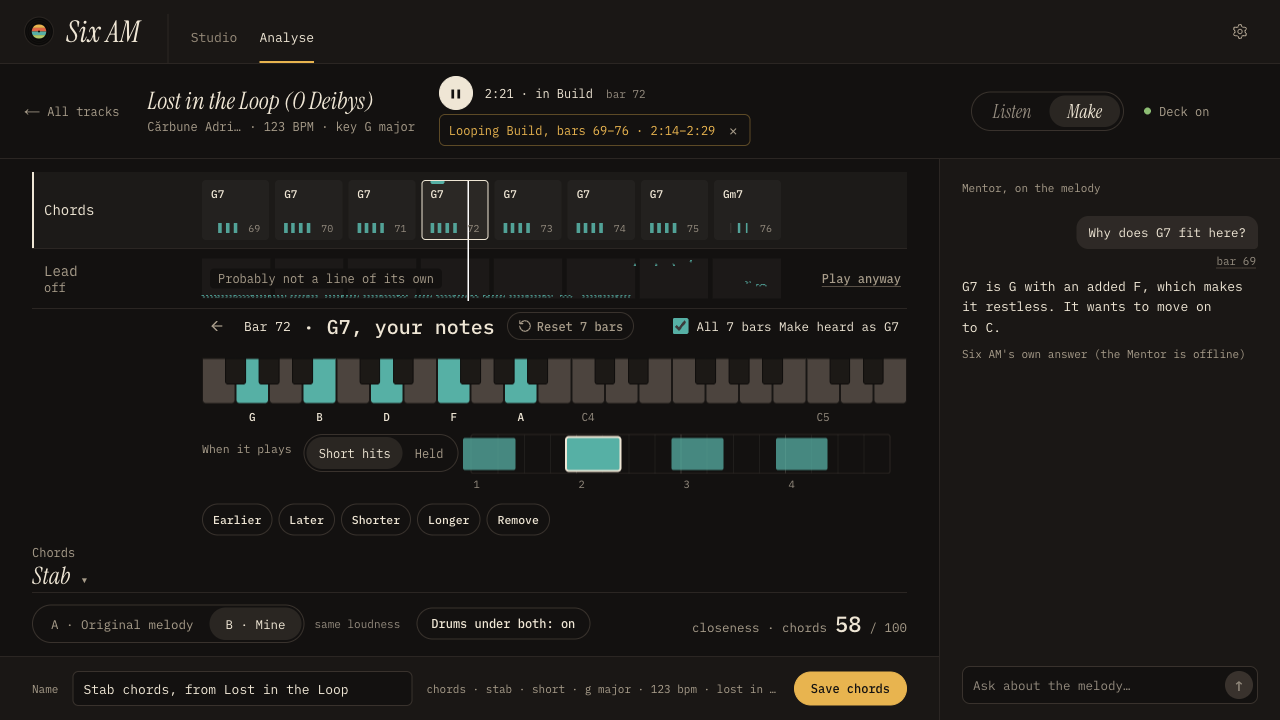 Six AM
Studio
Analyse
← All tracks
Lost in the Loop (O Deibys)
Cărbune Adri… · 123 BPM · key G major
2:21 · in Build bar 72
Looping Build, bars 69–76 · 2:14–2:29 ×
Listen
Make
Deck on
Chords
G7 69
G7 70
G7 71
G7 72
G7 73
G7 74
G7 75
Gm7 76
Lead
off
Probably not a line of its own
Play anyway
← Bar 72 · G7, your notes
Reset 7 bars
All 7 bars Make heard as G7
G B D F A C4 C5
When it plays
Short hits
Held
1 2 3 4
Earlier
Later
Shorter
Longer
Remove
Chords
Stab ▾
A · Original melody
B · Mine
same loudness
Drums under both: on
closeness · chords 58 / 100
Name
Stab chords, from Lost in the Loop
chords · stab · short · g major · 123 bpm · lost in …
Save chords
Mentor, on the melody
Why does G7 fit here?
bar 69
G7 is G with an added F, which makes
it restless. It wants to move on
to C.
Six AM's own answer (the Mentor is offline)
Ask about the melody…
↑